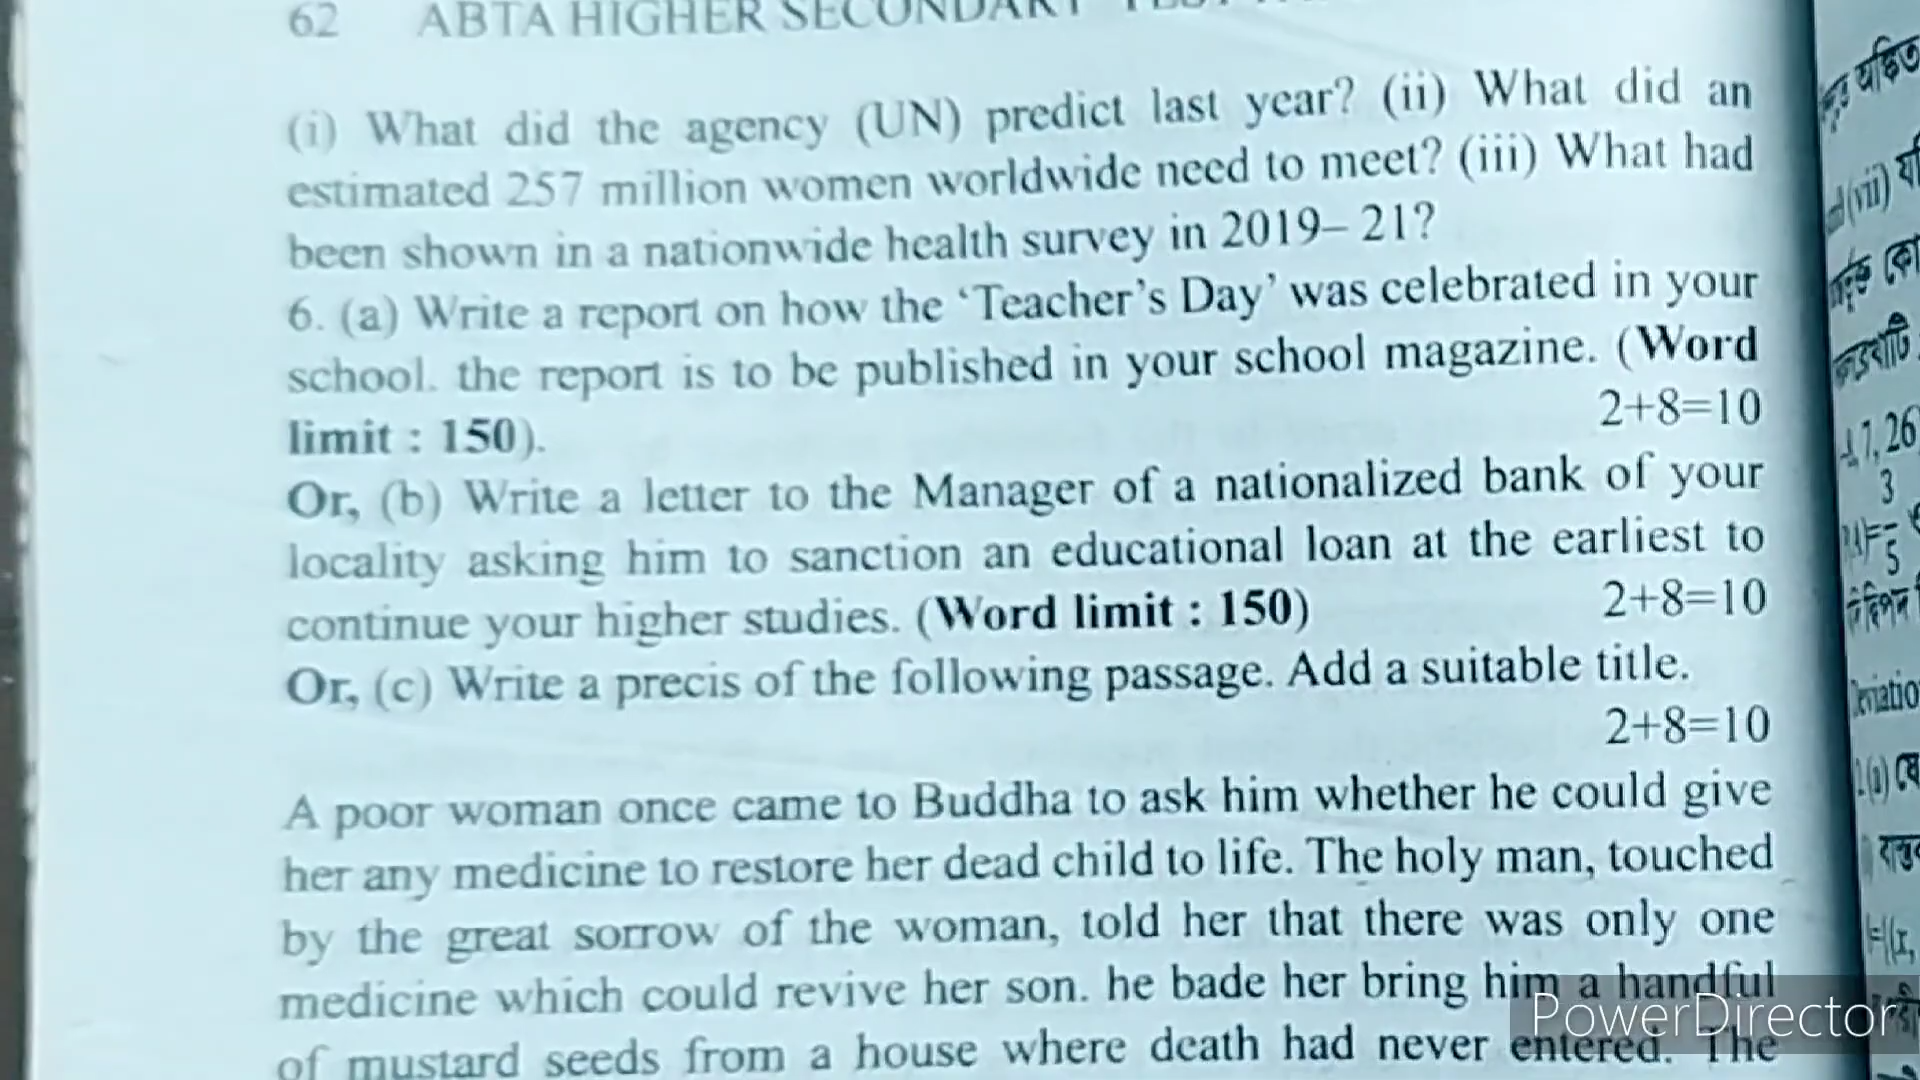 62 ABTA HIGHER SECONDARY
(i) What did the agency (UN) predict last year? (ii) What did an
estimated 257 million women worldwide need to meet? (iii) What had
been shown in a nationwide health survey in 2019– 21?
6. (a) Write a report on how the ‘Teacher’s Day’ was celebrated in your
school. the report is to be published in your school magazine. (Word
limit : 150). 2+8=10
Or, (b) Write a letter to the Manager of a nationalized bank of your
locality asking him to sanction an educational loan at the earliest to
continue your higher studies. (Word limit : 150) 2+8=10
Or, (c) Write a precis of the following passage. Add a suitable title.
2+8=10
A poor woman once came to Buddha to ask him whether he could give
her any medicine to restore her dead child to life. The holy man, touched
by the great sorrow of the woman, told her that there was only one
medicine which could revive her son. he bade her bring him a handful
of mustard seeds from a house where death had never entered. The
PowerDirector